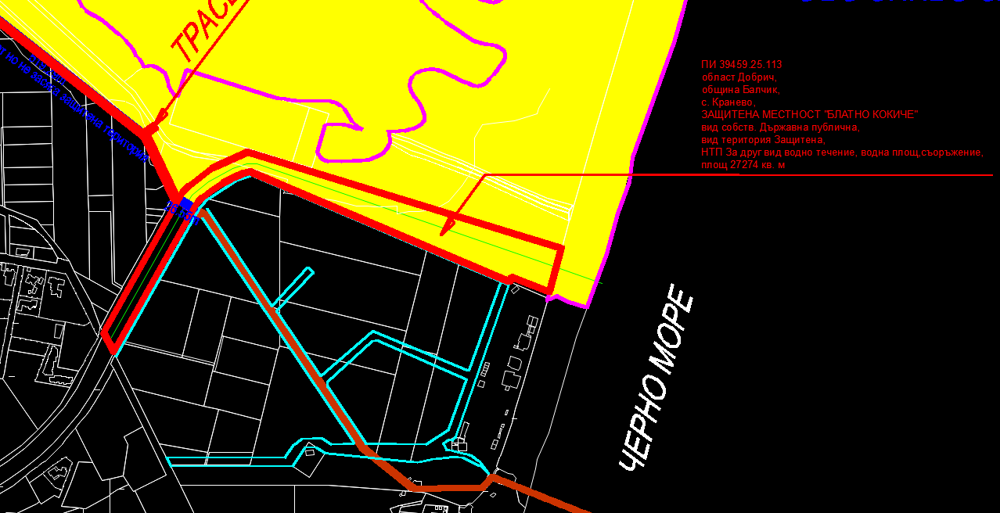 ТРАСЕ
но не засяга защитена територия
ПИ 39459.25.113
област Добрич,
община Балчик,
с. Кранево,
ЗАЩИТЕНА МЕСТНОСТ "БЛАТНО КОКИЧЕ"
вид собств. Държавна публична,
вид територия Защитена,
НТП За друг вид водно течение, водна площ,съоръжение,
площ 27274 кв. м
ЧЕРНО МОРЕ